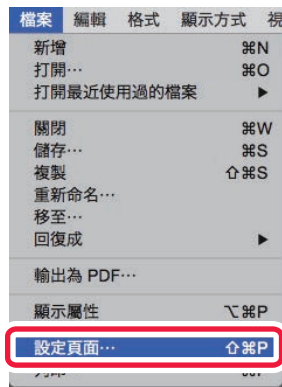 檔案 編輯 格式 顯示方式
新增 ⌘N
打開… ⌘O
打開最近使用過的檔案 ▶
關閉 ⌘W
儲存… ⌘S
複製 ⇧⌘S
重新命名…
移至…
回復成 ▶
輸出為 PDF…
顯示屬性 ⌥⌘P
設定頁面… ⇧⌘P